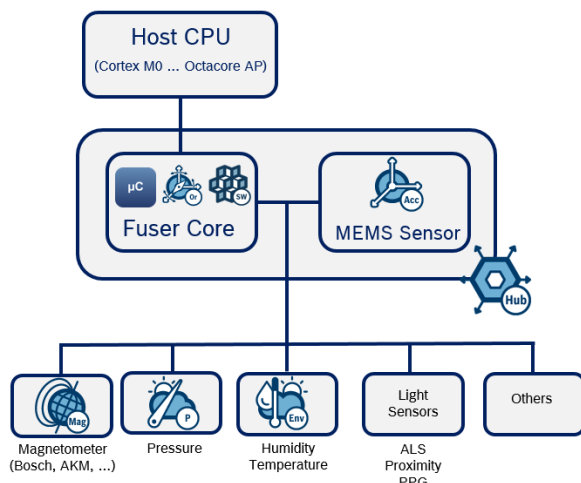 Host CPU
(Cortex M0 ... Octacore AP)
µC
Or
SW
Fuser Core
Acc
MEMS Sensor
Hub
Mag
P
Env
Light
Sensors
Others
Magnetometer
(Bosch, AKM, ...)
Pressure
Humidity
Temperature
ALS
Proximity
PPG